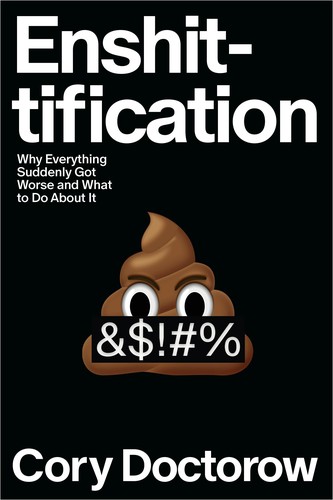 Enshit-
tification
Why Everything
Suddenly Got
Worse and What
to Do About It
&$!#%
Cory Doctorow